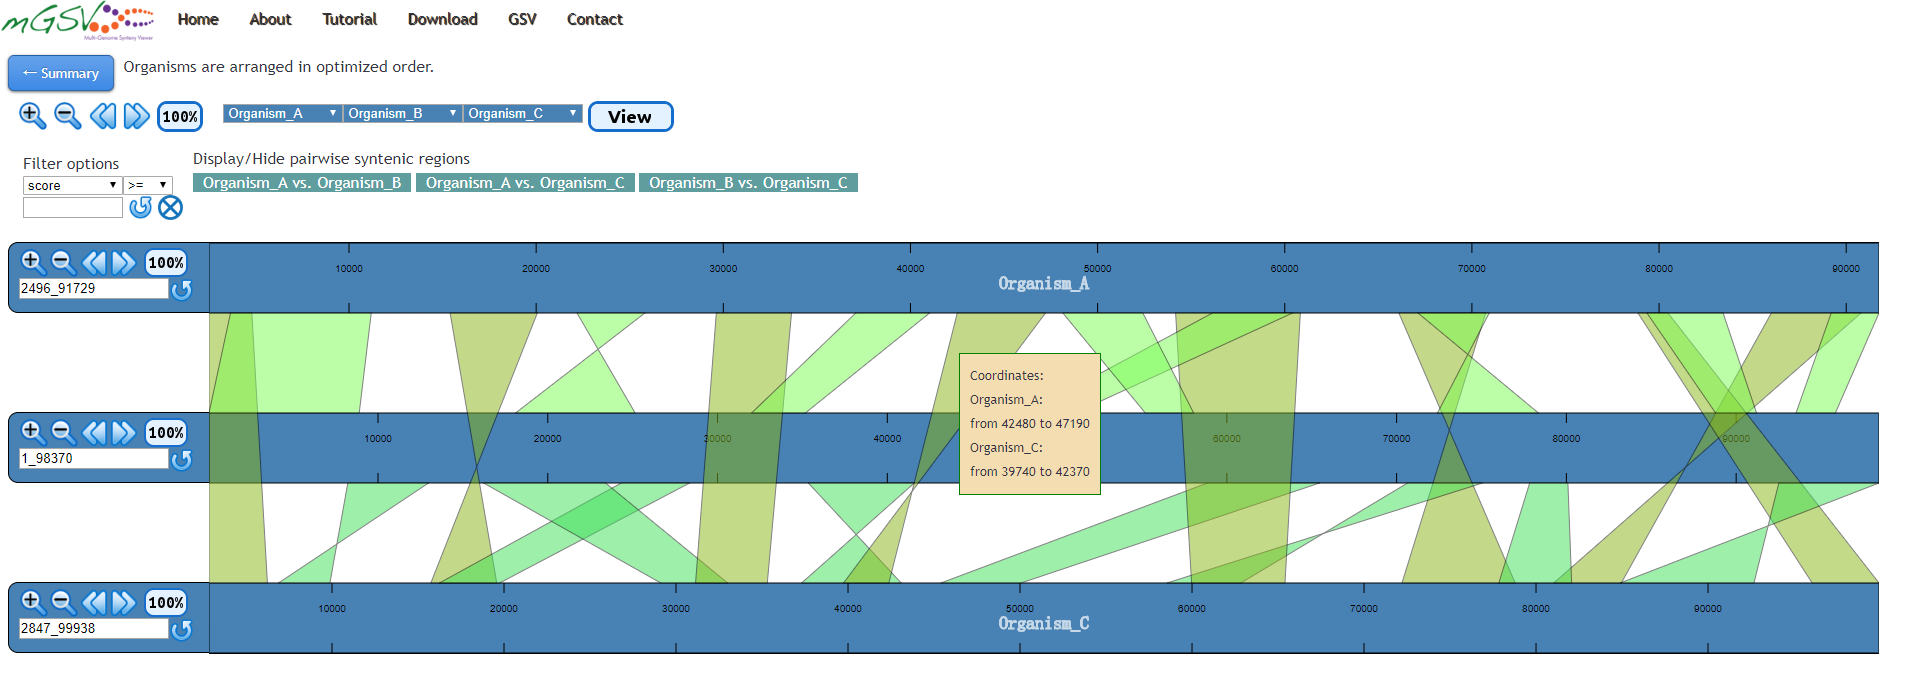 mGSV Home About Tutorial Download GSV Contact
Multi-Genome Synteny Viewer
← Summary Organisms are arranged in optimized order.
100% Organism_A Organism_B Organism_C View
Filter options Display/Hide pairwise syntenic regions
score >= Organism_A vs. Organism_B Organism_A vs. Organism_C Organism_B vs. Organism_C
100% 10000 20000 30000 40000 50000 60000 70000 80000 90000
2496_91729 Organism_A
Coordinates:
Organism_A:
from 42480 to 47190
Organism_C:
from 39740 to 42370
100% 10000 20000 30000 40000 60000 70000 80000 90000
1_98370
100% 10000 20000 30000 40000 50000 60000 70000 80000 90000
2847_99938 Organism_C